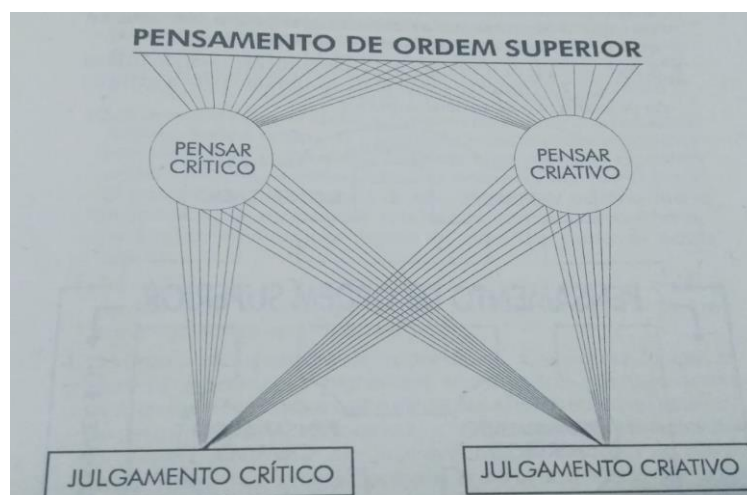 PENSAMENTO DE ORDEM SUPERIOR
PENSAR
CRÍTICO
PENSAR
CRIATIVO
JULGAMENTO CRÍTICO
JULGAMENTO CRIATIVO